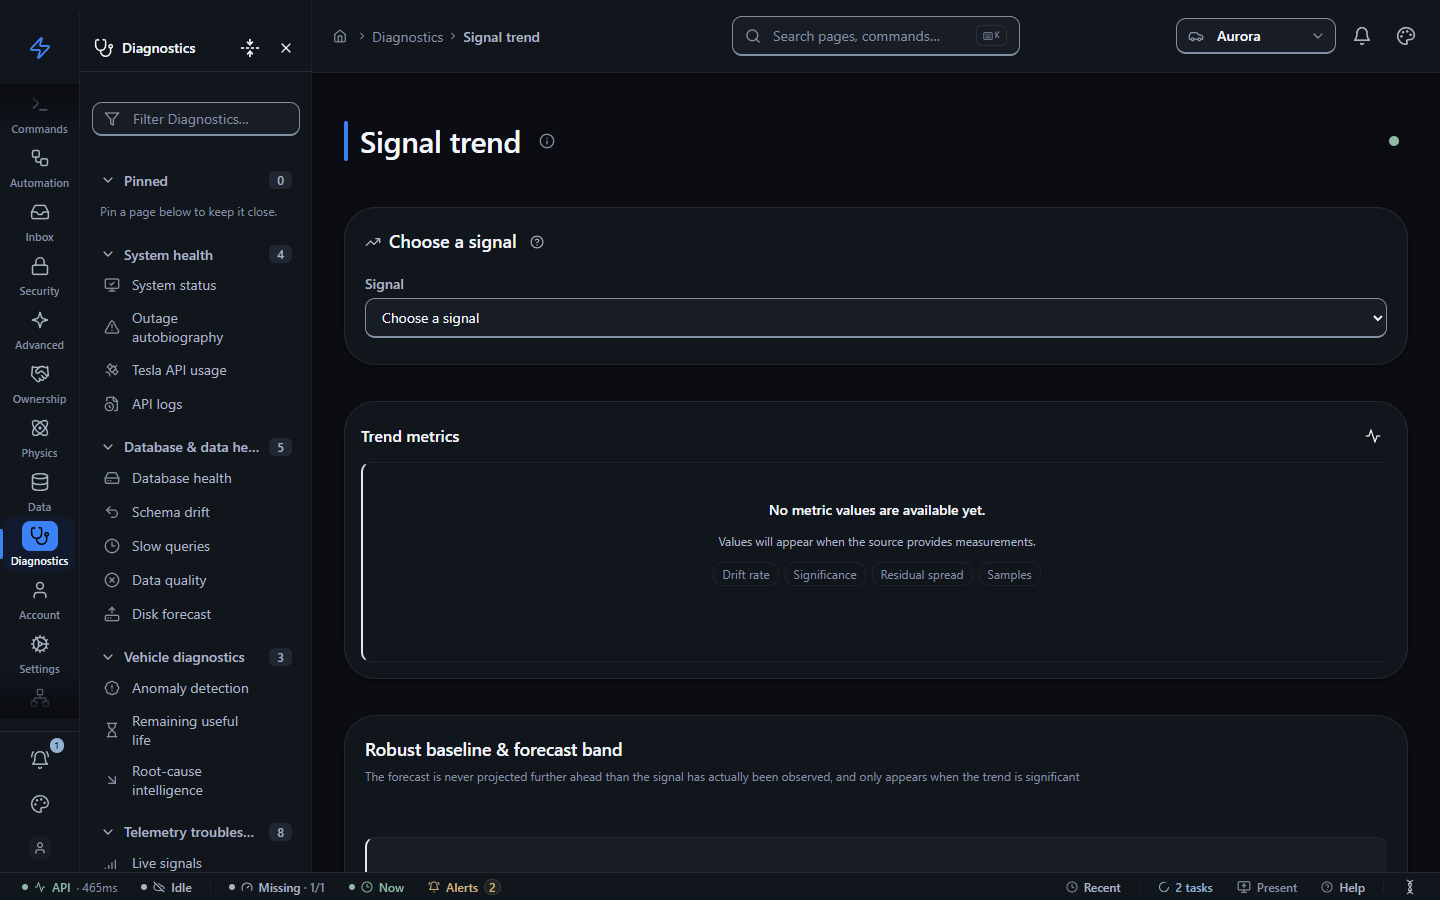 Diagnostics
Diagnostics
Signal trend
Search pages, commands...
K
Aurora
Commands
Automation
Inbox
Security
Advanced
Ownership
Physics
Data
Diagnostics
Account
Settings
1
Filter Diagnostics...
Pinned
0
Pin a page below to keep it close.
System health
4
System status
Outage
autobiography
Tesla API usage
API logs
Database & data he...
5
Database health
Schema drift
Slow queries
Data quality
Disk forecast
Vehicle diagnostics
3
Anomaly detection
Remaining useful
life
Root-cause
intelligence
Telemetry troubles...
8
Live signals
Signal trend
Choose a signal
Signal
Choose a signal
Trend metrics
No metric values are available yet.
Values will appear when the source provides measurements.
Drift rate
Significance
Residual spread
Samples
Robust baseline & forecast band
The forecast is never projected further ahead than the signal has actually been observed, and only appears when the trend is significant
API · 465ms
Idle
Missing · 1/1
Now
Alerts 2
Recent
2 tasks
Present
Help